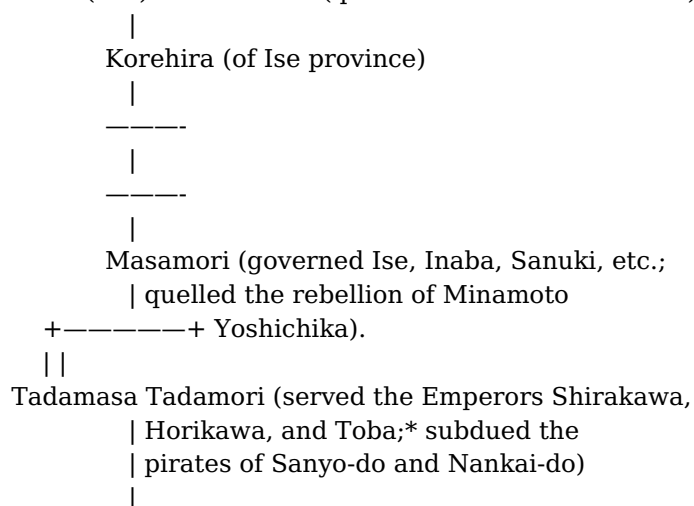 |
Korehira (of Ise province)
|
———-
|
———-
|
Masamori (governed Ise, Inaba, Sanuki, etc.;
| quelled the rebellion of Minamoto
+—————+ Yoshichika).
| |
Tadamasa Tadamori (served the Emperors Shirakawa,
| Horikawa, and Toba;* subdued the
| pirates of Sanyo-do and Nankai-do)
|